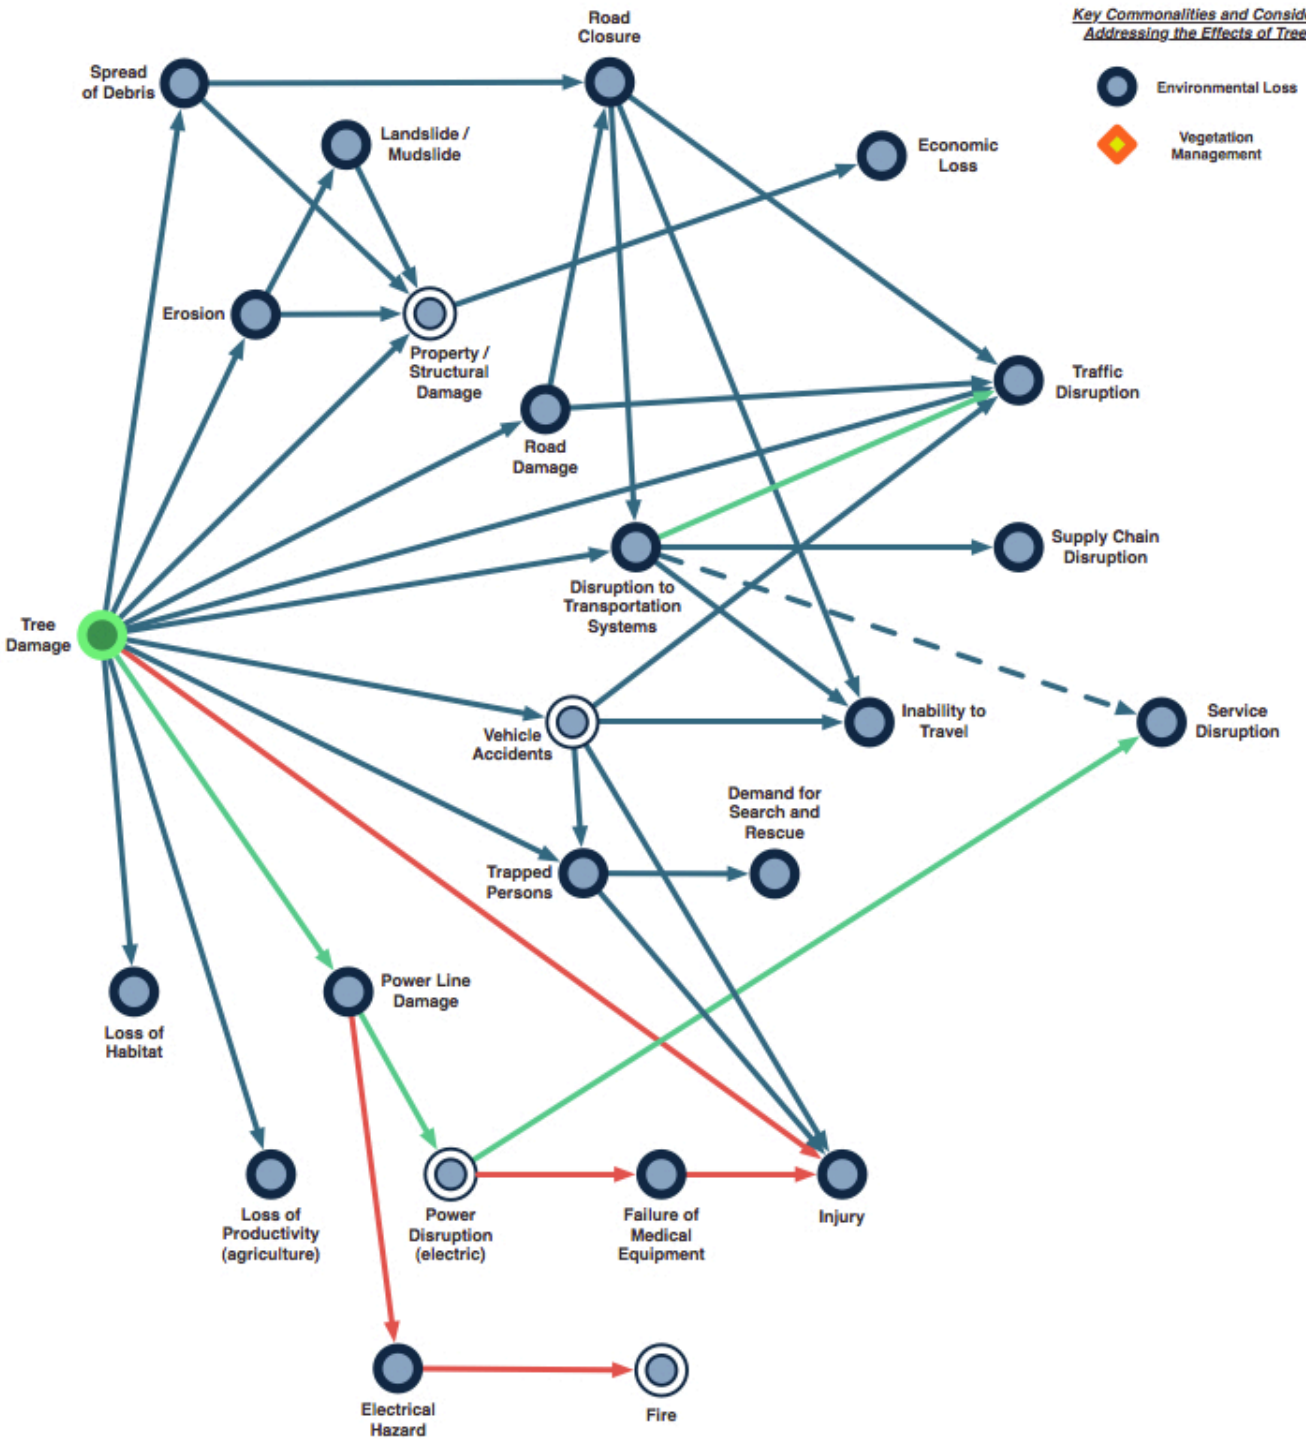 Key Commonalities and Conside
Addressing the Effects of Tree
Environmental Loss
Vegetation
Management
Road
Closure
Spread
of Debris
Landslide /
Mudslide
Economic
Loss
Erosion
Property /
Structural
Damage
Traffic
Disruption
Road
Damage
Supply Chain
Disruption
Disruption to
Transportation
Systems
Tree
Damage
Vehicle
Accidents
Inability to
Travel
Service
Disruption
Demand for
Search and
Rescue
Trapped
Persons
Power Line
Damage
Loss of
Habitat
Loss of
Productivity
(agriculture)
Power
Disruption
(electric)
Failure of
Medical
Equipment
Injury
Electrical
Hazard
Fire